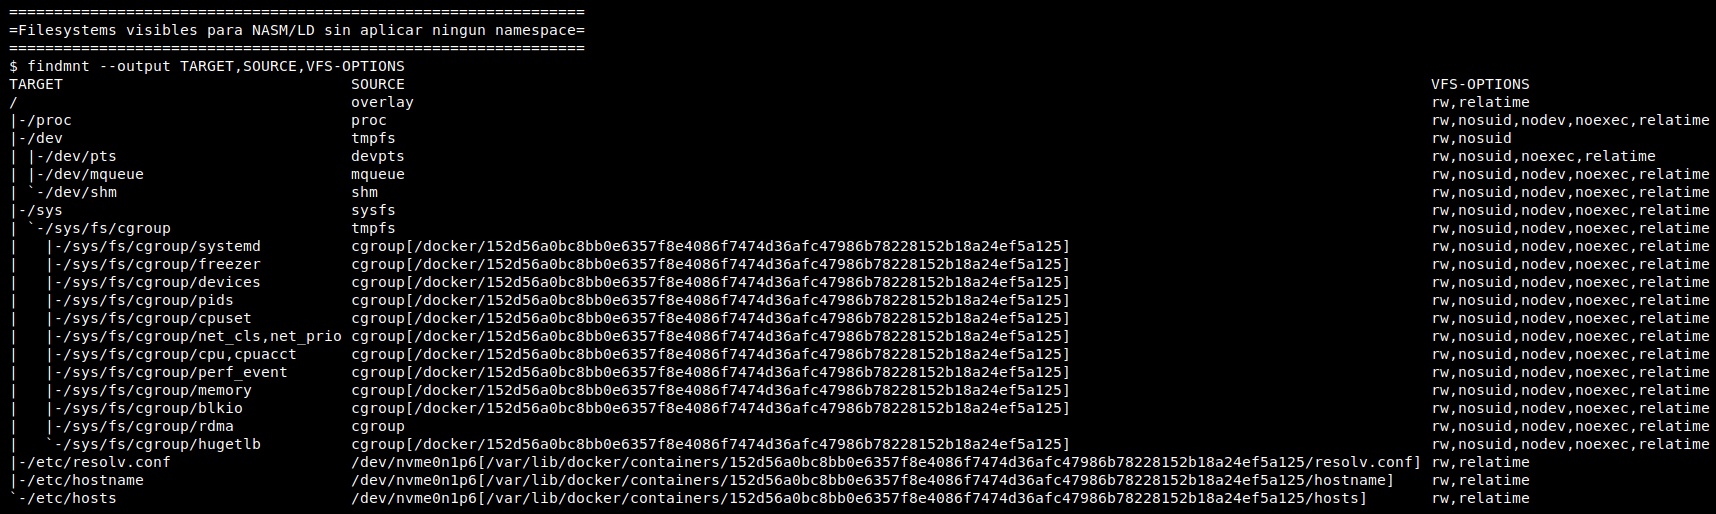 ================================================================
=Filesystems visibles para NASM/LD sin aplicar ningun namespace=
================================================================
$ findmnt --output TARGET,SOURCE,VFS-OPTIONS
TARGET                                SOURCE                                                                                                                  VFS-OPTIONS
/                                     overlay                                                                                                                 rw,relatime
|-/proc                               proc                                                                                                                    rw,nosuid,nodev,noexec,relatime
|-/dev                                tmpfs                                                                                                                   rw,nosuid
| |-/dev/pts                          devpts                                                                                                                  rw,nosuid,noexec,relatime
| |-/dev/mqueue                       mqueue                                                                                                                  rw,nosuid,nodev,noexec,relatime
| `-/dev/shm                          shm                                                                                                                     rw,nosuid,nodev,noexec,relatime
|-/sys                                sysfs                                                                                                                   rw,nosuid,nodev,noexec,relatime
| `-/sys/fs/cgroup                    tmpfs                                                                                                                   rw,nosuid,nodev,noexec,relatime
|   |-/sys/fs/cgroup/systemd          cgroup[/docker/152d56a0bc8bb0e6357f8e4086f7474d36afc47986b78228152b18a24ef5a125]                                        rw,nosuid,nodev,noexec,relatime
|   |-/sys/fs/cgroup/freezer          cgroup[/docker/152d56a0bc8bb0e6357f8e4086f7474d36afc47986b78228152b18a24ef5a125]                                        rw,nosuid,nodev,noexec,relatime
|   |-/sys/fs/cgroup/devices          cgroup[/docker/152d56a0bc8bb0e6357f8e4086f7474d36afc47986b78228152b18a24ef5a125]                                        rw,nosuid,nodev,noexec,relatime
|   |-/sys/fs/cgroup/pids             cgroup[/docker/152d56a0bc8bb0e6357f8e4086f7474d36afc47986b78228152b18a24ef5a125]                                        rw,nosuid,nodev,noexec,relatime
|   |-/sys/fs/cgroup/cpuset           cgroup[/docker/152d56a0bc8bb0e6357f8e4086f7474d36afc47986b78228152b18a24ef5a125]                                        rw,nosuid,nodev,noexec,relatime
|   |-/sys/fs/cgroup/net_cls,net_prio cgroup[/docker/152d56a0bc8bb0e6357f8e4086f7474d36afc47986b78228152b18a24ef5a125]                                        rw,nosuid,nodev,noexec,relatime
|   |-/sys/fs/cgroup/cpu,cpuacct      cgroup[/docker/152d56a0bc8bb0e6357f8e4086f7474d36afc47986b78228152b18a24ef5a125]                                        rw,nosuid,nodev,noexec,relatime
|   |-/sys/fs/cgroup/perf_event       cgroup[/docker/152d56a0bc8bb0e6357f8e4086f7474d36afc47986b78228152b18a24ef5a125]                                        rw,nosuid,nodev,noexec,relatime
|   |-/sys/fs/cgroup/memory           cgroup[/docker/152d56a0bc8bb0e6357f8e4086f7474d36afc47986b78228152b18a24ef5a125]                                        rw,nosuid,nodev,noexec,relatime
|   |-/sys/fs/cgroup/blkio            cgroup[/docker/152d56a0bc8bb0e6357f8e4086f7474d36afc47986b78228152b18a24ef5a125]                                        rw,nosuid,nodev,noexec,relatime
|   |-/sys/fs/cgroup/rdma             cgroup                                                                                                                  rw,nosuid,nodev,noexec,relatime
|   `-/sys/fs/cgroup/hugetlb          cgroup[/docker/152d56a0bc8bb0e6357f8e4086f7474d36afc47986b78228152b18a24ef5a125]                                        rw,nosuid,nodev,noexec,relatime
|-/etc/resolv.conf                    /dev/nvme0n1p6[/var/lib/docker/containers/152d56a0bc8bb0e6357f8e4086f7474d36afc47986b78228152b18a24ef5a125/resolv.conf] rw,relatime
|-/etc/hostname                       /dev/nvme0n1p6[/var/lib/docker/containers/152d56a0bc8bb0e6357f8e4086f7474d36afc47986b78228152b18a24ef5a125/hostname]    rw,relatime
`-/etc/hosts                          /dev/nvme0n1p6[/var/lib/docker/containers/152d56a0bc8bb0e6357f8e4086f7474d36afc47986b78228152b18a24ef5a125/hosts]       rw,relatime